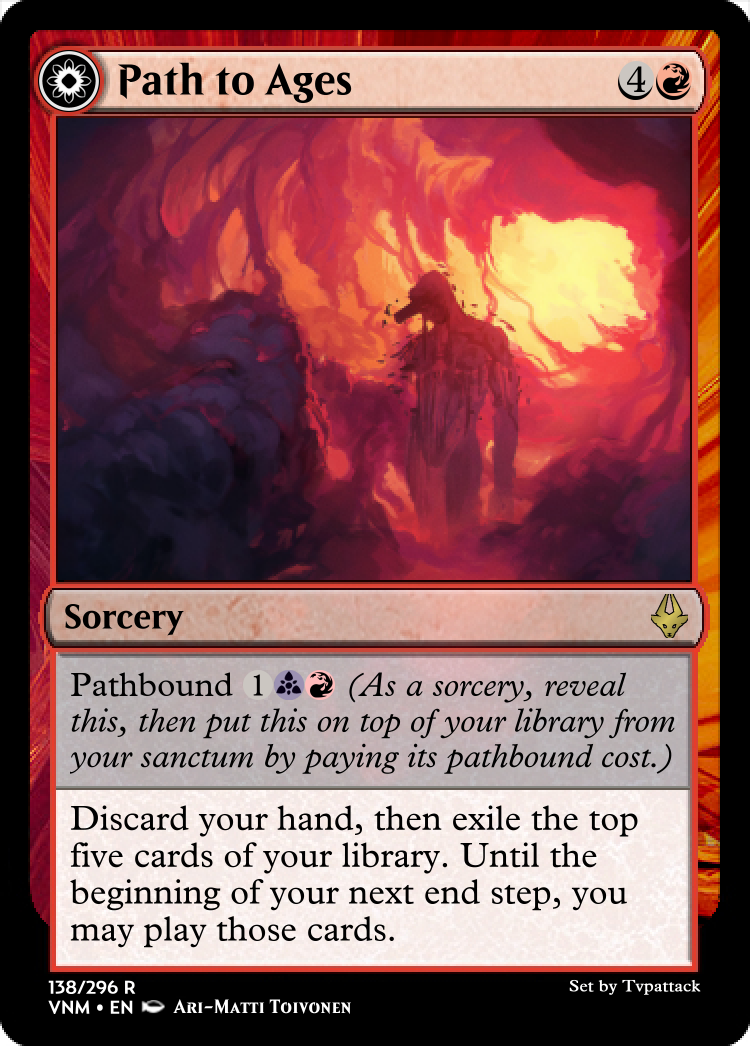 Path to Ages 4
Sorcery
Pathbound 1 (As a sorcery, reveal
this, then put this on top of your library from
your sanctum by paying its pathbound cost.)
Discard your hand, then exile the top
five cards of your library. Until the
beginning of your next end step, you
may play those cards.
138/296 R
Set by Tvpattack
VNM • EN Ari-Matti Toivonen